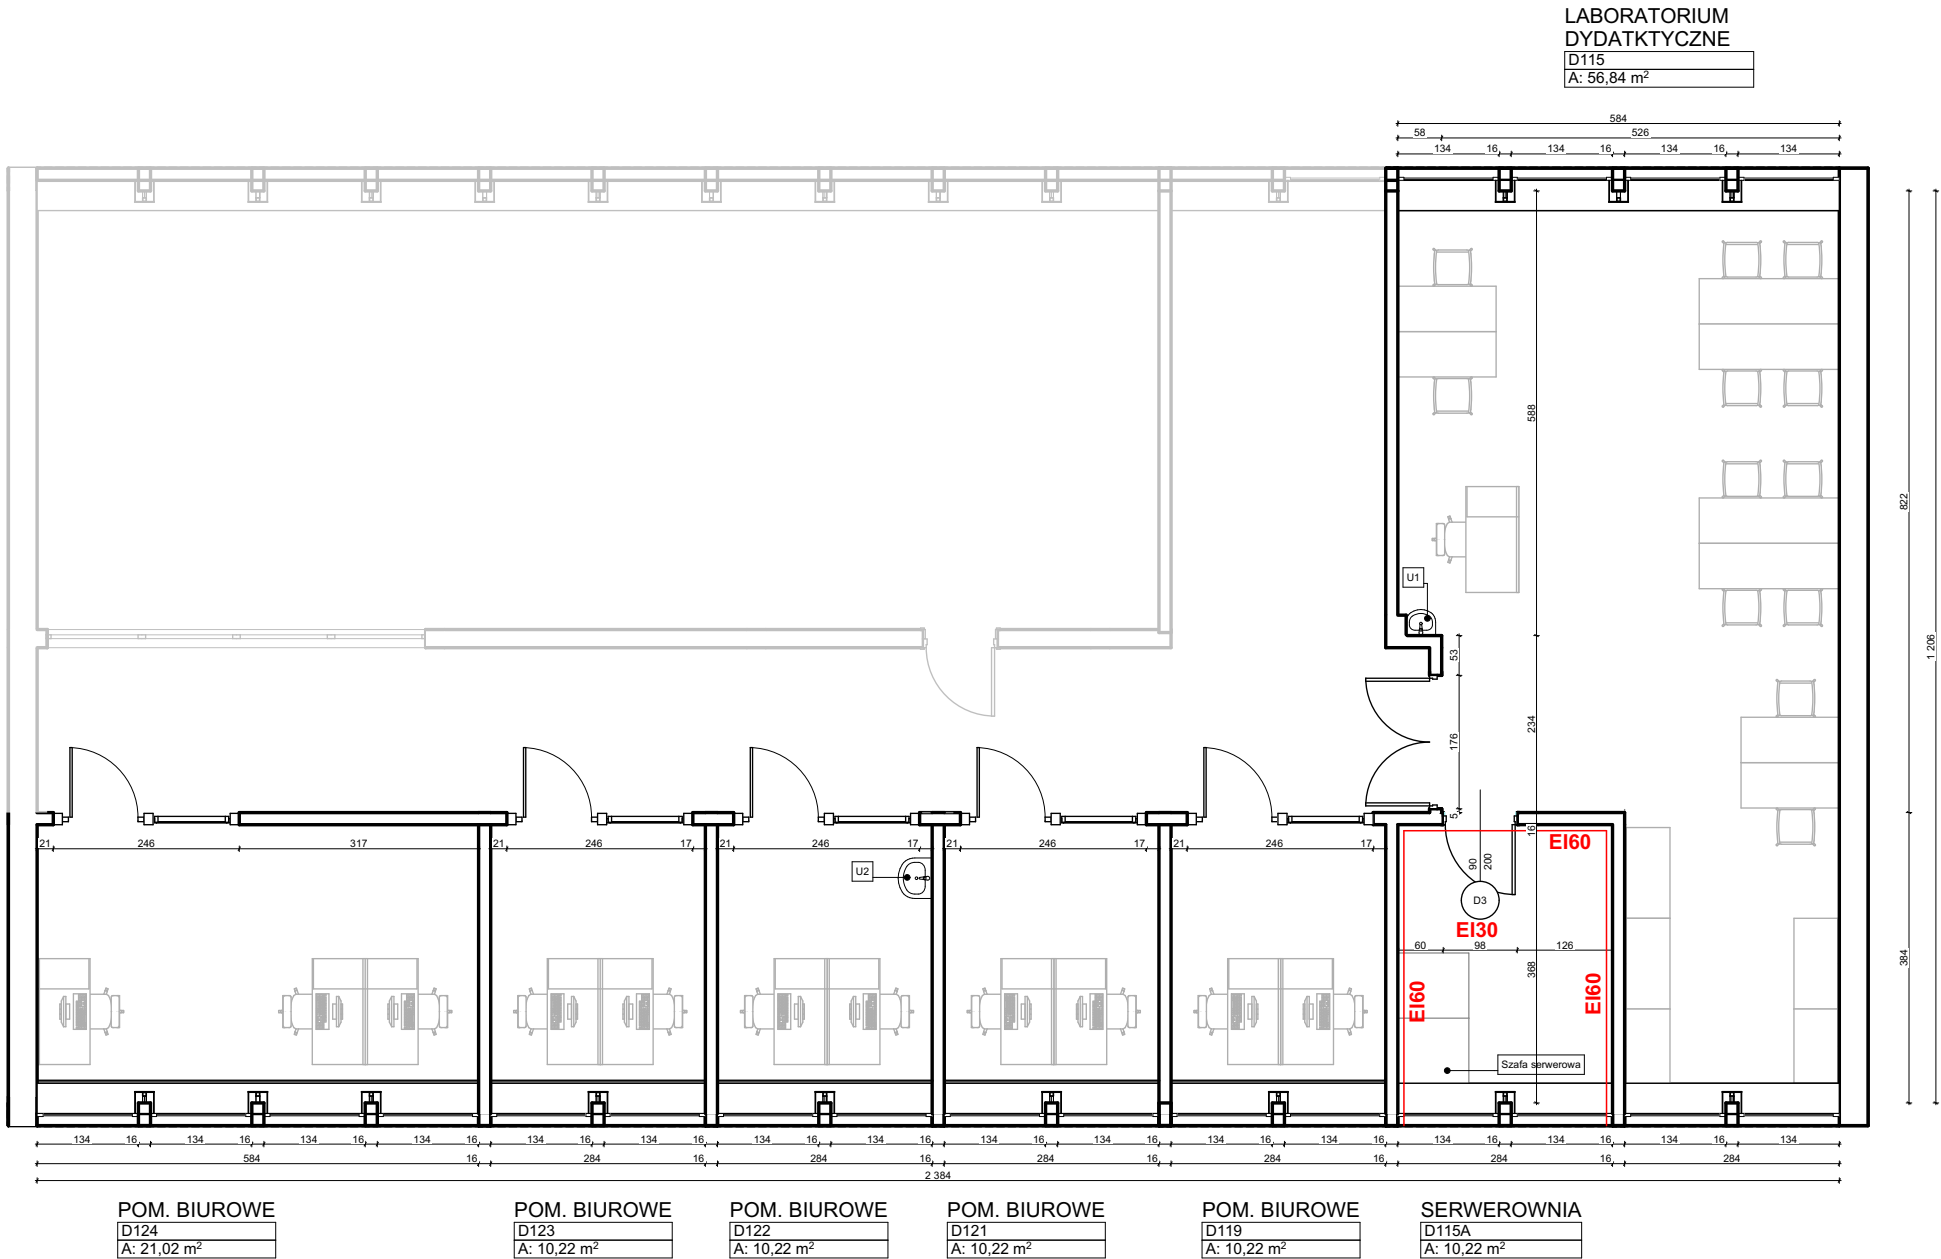 LABORATORIUM
DYDATKTYCZNE
D115
A: 56,84 m²
584
58 526
134 16 134 16 134 16 134
588
822
1 206
U1
53
234
176
5
16
21 246 317 21 246 17 21 246 17 21 246 17 21 246 17
EI60
90
200
U2
D3
EI30
60 98 126
368
384
EI60
EI60
Szafa serwerowa
134 16 134 16 134 16 134 16 134 16 134 16 134 16 134 16 134 16 134 16 134 16 134 16 134 16 134 16 134 16 134
584 16 284 16 284 16 284 16 284 16 284 16 284
2 384
POM. BIUROWE
D124
A: 21,02 m²
POM. BIUROWE
D123
A: 10,22 m²
POM. BIUROWE
D122
A: 10,22 m²
POM. BIUROWE
D121
A: 10,22 m²
POM. BIUROWE
D119
A: 10,22 m²
SERWEROWNIA
D115A
A: 10,22 m²